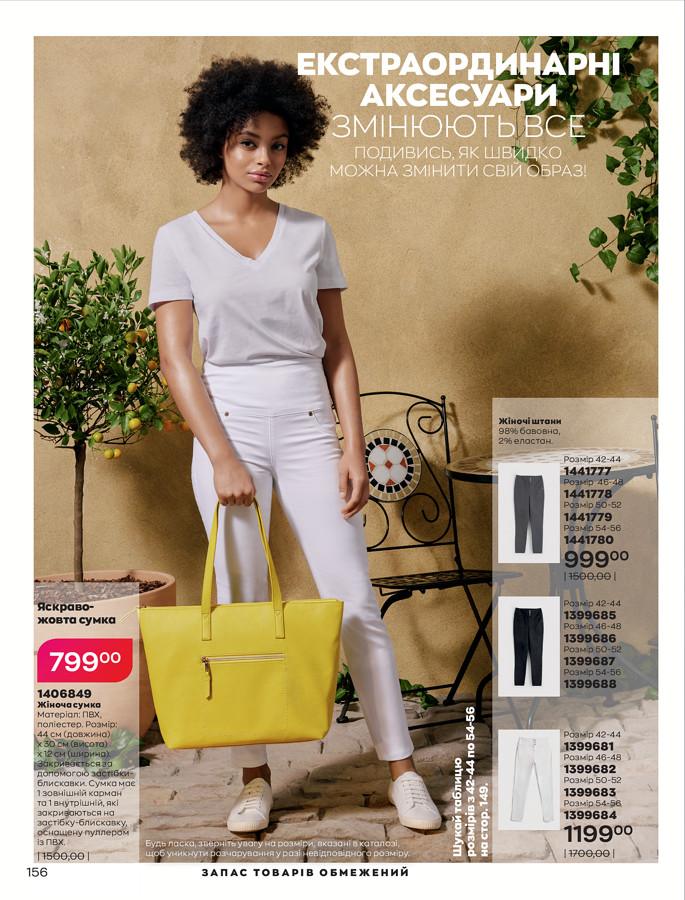 ЕКСТРАОРДИНАРНІ
АКСЕСУАРИ
ЗМІНЮЮТЬ ВСЕ
ПОДИВИСЬ, ЯК ШВИДКО
МОЖНА ЗМІНИТИ СВІЙ ОБРАЗ!
Жіночі штани
98% бавовна,
2% еластан.
Розмір 42-44
1441777
Розмір 46-48
1441778
Розмір 50-52
1441779
Розмір 54-56
1441780
999⁰⁰
| 1500,00 |
Розмір 42-44
1399685
Розмір 46-48
1399686
Розмір 50-52
1399687
Розмір 54-56
1399688
Розмір 42-44
1399681
Розмір 46-48
1399682
Розмір 50-52
1399683
Розмір 54-56
1399684
1199⁰⁰
| 1700,00 |
Яскраво-
жовта сумка
799⁰⁰
1406849
Жіноча сумка
Матеріал: ПВХ,
поліестер. Розмір:
44 см (довжина)
х 30 см (висота)
х 12 см (ширина).
Закривається за
допомогою застібки-
блискавки. Сумка має
1 зовнішній карман
та 1 внутрішній, які
закриваються на
застібку-блискавку,
оснащену пуллером
із ПВХ.
| 1500,00 |
Шукай таблицю
розмірів з 42-44 по 54-56
на стор. 149.
Будь ласка, зверніть увагу на розміри, вказані в каталозі,
щоб уникнути розчарування у разі невідповідного розміру.
156
ЗАПАС ТОВАРІВ ОБМЕЖЕНИЙ